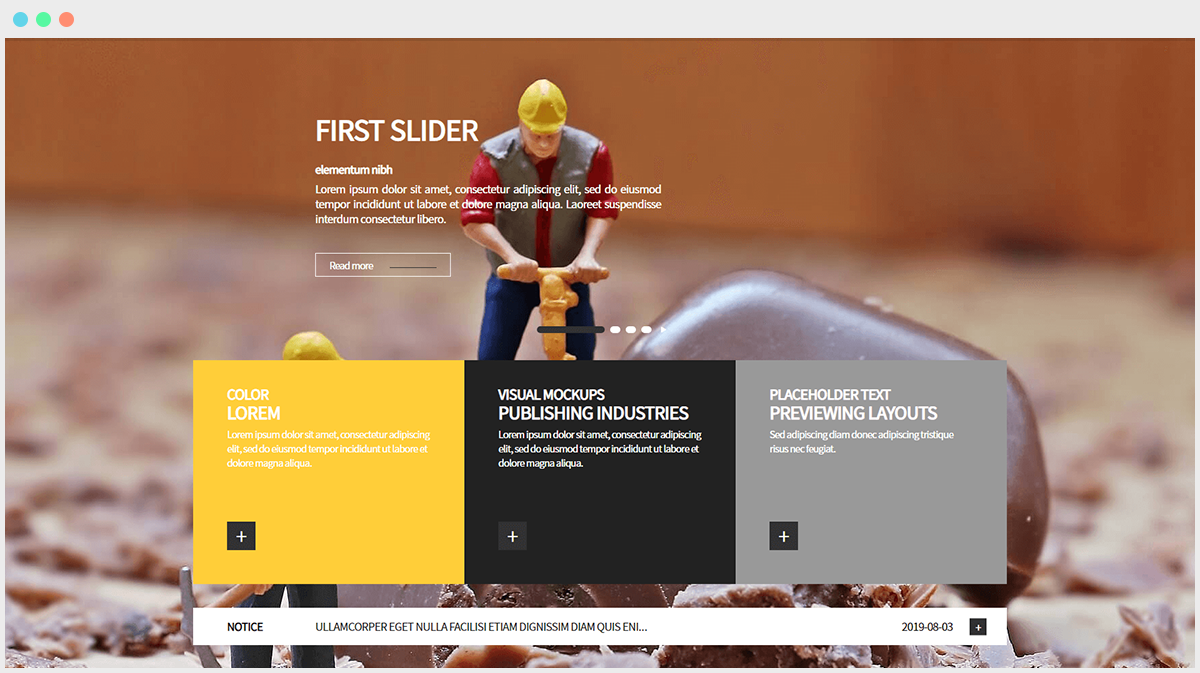 FIRST SLIDER
elementum nibh
Lorem ipsum dolor sit amet, consectetur adipiscing elit, sed do eiusmod
tempor incididunt ut labore et dolore magna aliqua. Laoreet suspendisse
interdum consectetur libero.
Read more
COLOR
LOREM
Lorem ipsum dolor sit amet, consectetur adipiscing
elit, sed do eiusmod tempor incididunt ut labore et
dolore magna aliqua.
+
VISUAL MOCKUPS
PUBLISHING INDUSTRIES
Lorem ipsum dolor sit amet, consectetur adipiscing
elit, sed do eiusmod tempor incididunt ut labore et
dolore magna aliqua.
+
PLACEHOLDER TEXT
PREVIEWING LAYOUTS
Sed adipiscing diam donec adipiscing tristique
risus nec feugiat.
+
NOTICE ULLAMCORPER EGET NULLA FACILISI ETIAM DIGNISSIM DIAM QUIS ENI... 2019-08-03 +